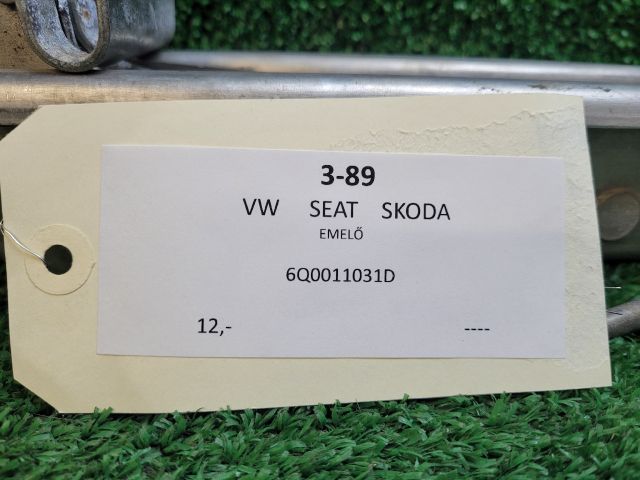 3-89
VW SEAT SKODA
EMELŐ
6Q0011031D
12,- ----